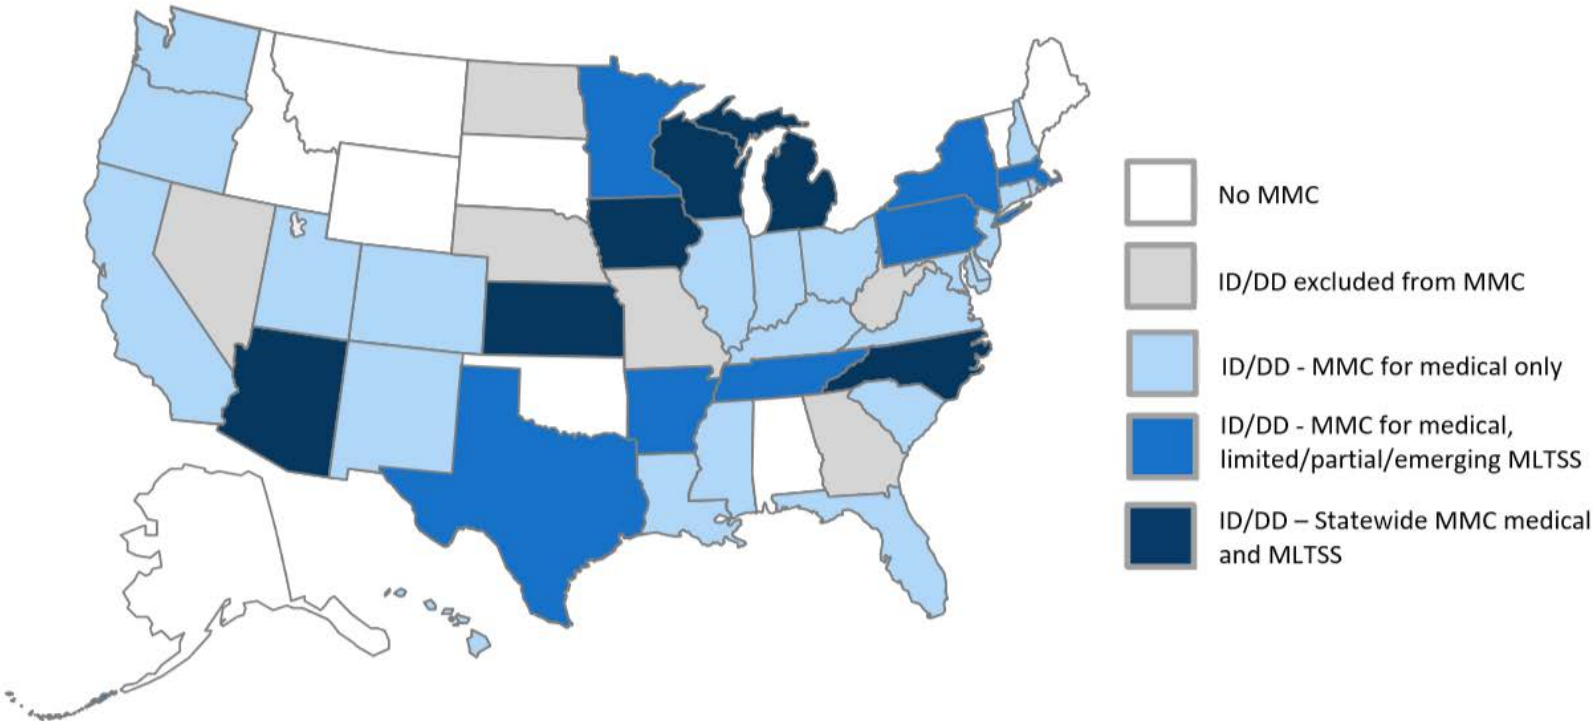 No MMC
ID/DD excluded from MMC
ID/DD - MMC for medical only
ID/DD - MMC for medical,
limited/partial/emerging MLTSS
ID/DD – Statewide MMC medical
and MLTSS